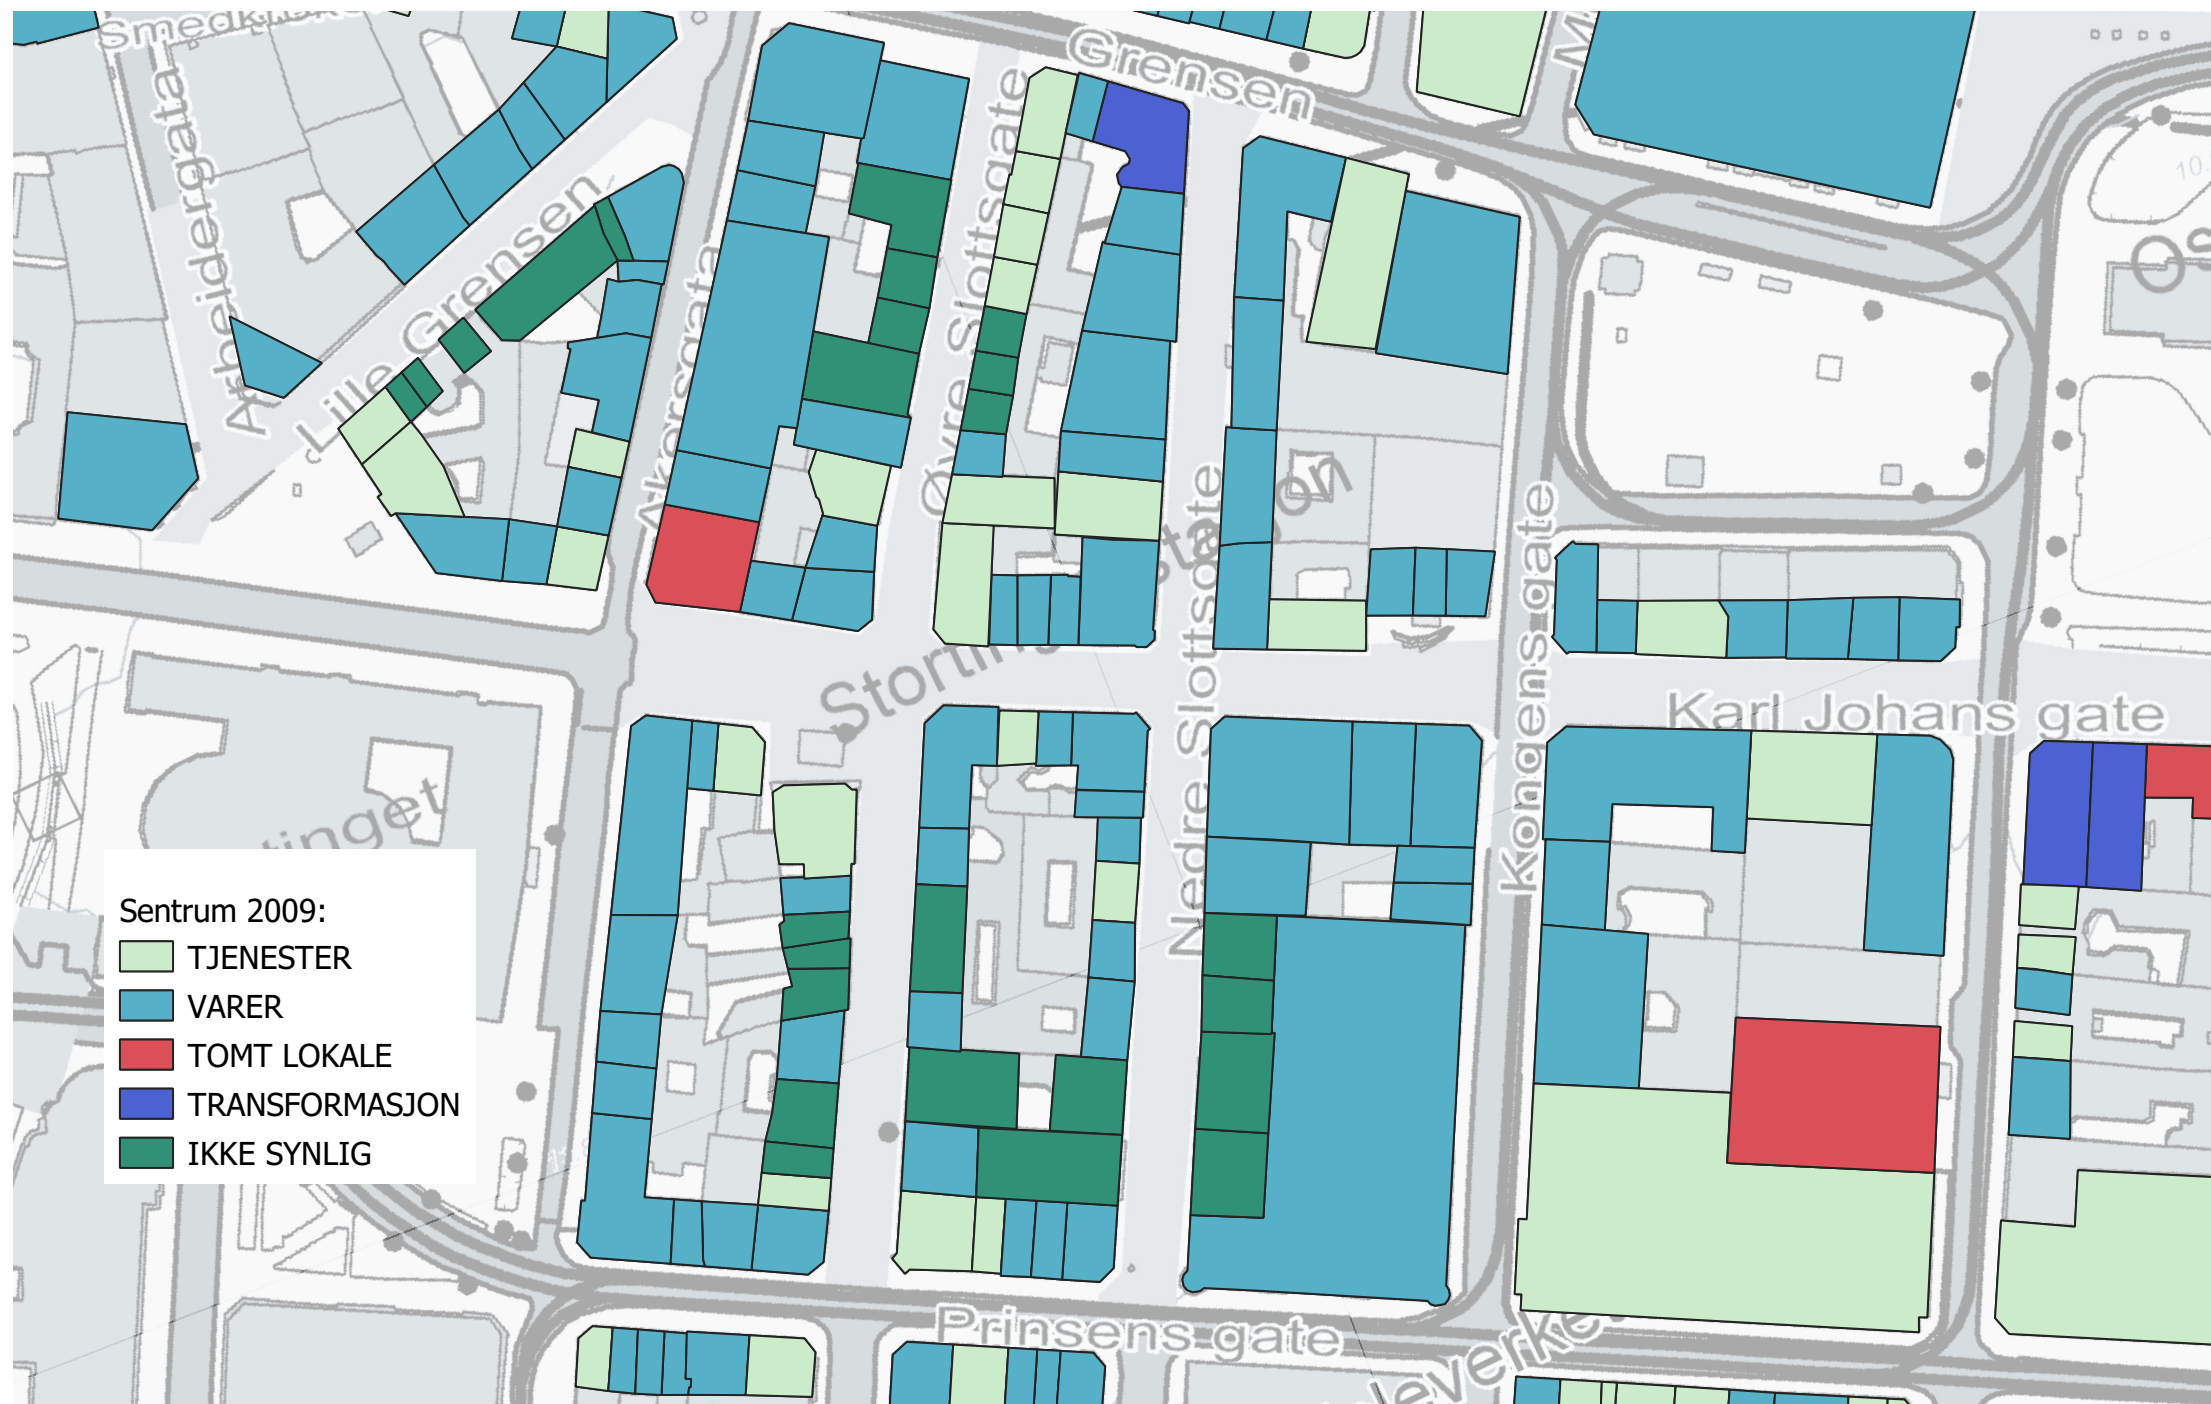 Grensen
Arbeidergata
Lille Grensen
Akersgata
Øvre Slottsgate
Nedre Slottsgate
Kongens gate
Karl Johans gate
Prinsens gate
Sentrum 2009:
TJENESTER
VARER
TOMT LOKALE
TRANSFORMASJON
IKKE SYNLIG